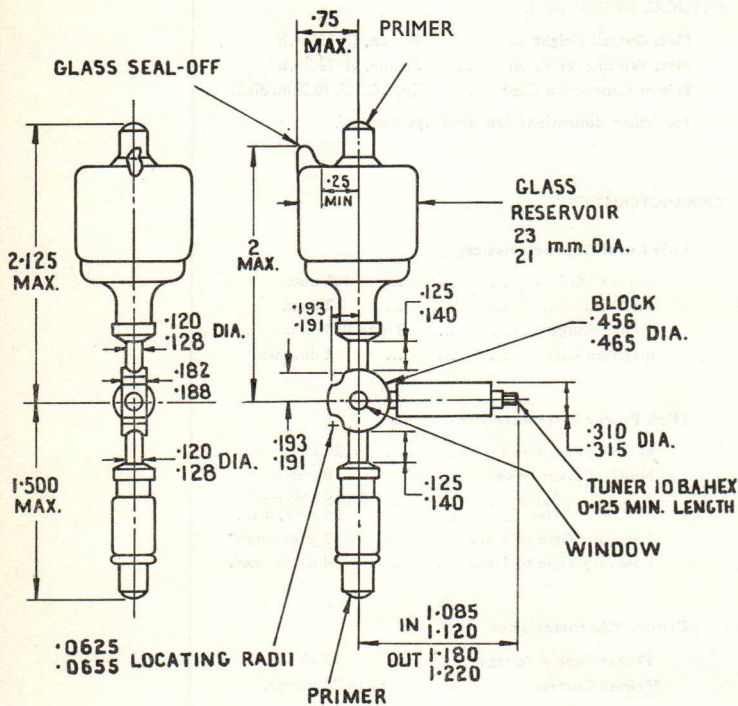 .75
MAX.
PRIMER
GLASS SEAL-OFF
.25
MIN
GLASS
RESERVOIR
23
21 m.m. DIA.
2.125
MAX.
2
MAX.
.193
.191
.125
.140
BLOCK
.456
.465 DIA.
.120
.128 DIA.
.182
.188
.193
.191
.310
.315 DIA.
.120
.128 DIA.
.125
.140
1.500
MAX.
TUNER 10 B.A.HEX
0.125 MIN. LENGTH
WINDOW
IN 1.085
1.120
.0625
.0655 LOCATING RADII
OUT 1.180
1.220
PRIMER